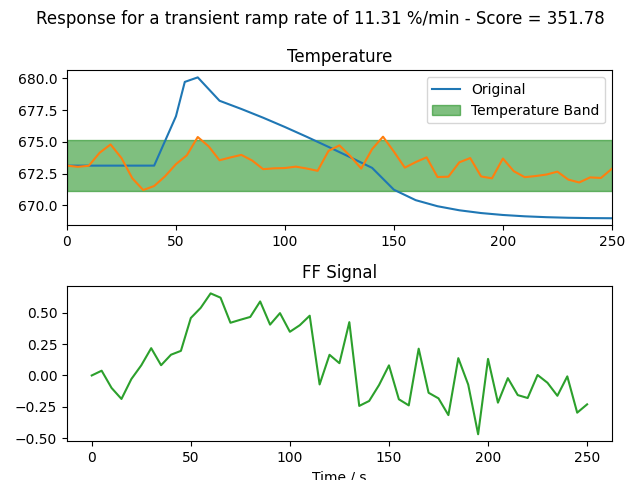 Response for a transient ramp rate of 11.31 %/min - Score = 351.78
Temperature
680.0
677.5
675.0
672.5
670.0
Original
Temperature Band
0 50 100 150 200 250
FF Signal
0.50
0.25
0.00
−0.25
−0.50
0 50 100 150 200 250
Time / s